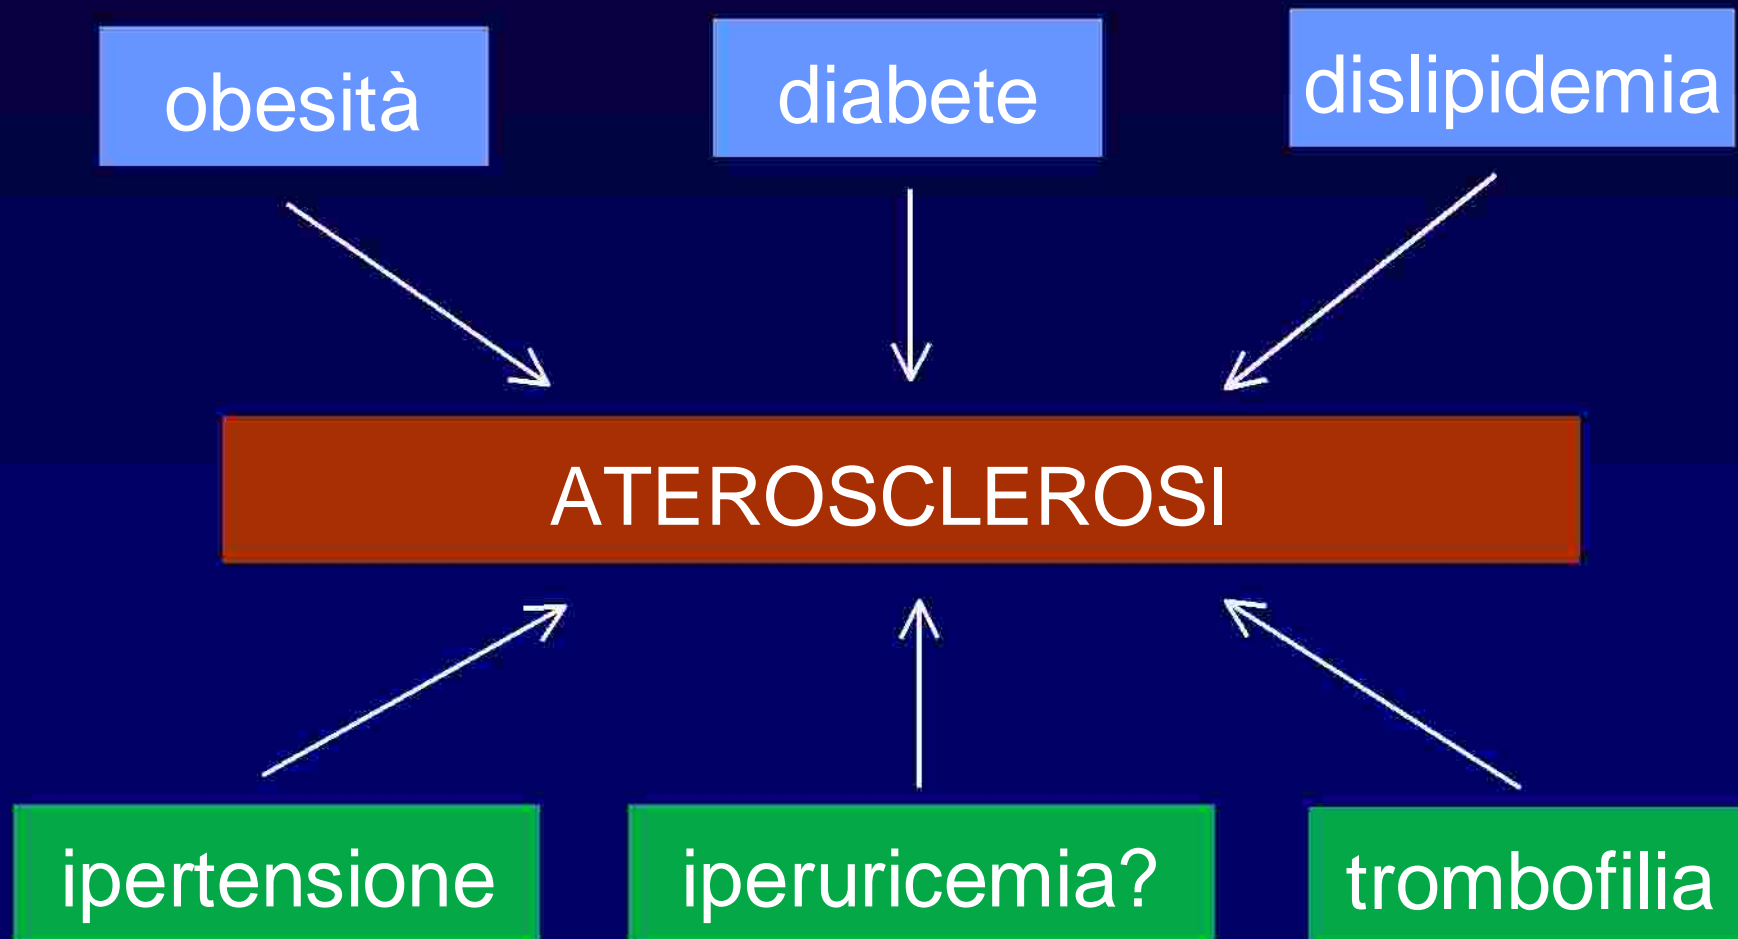 obesità
diabete
dislipidemia
ATEROSCLEROSI
ipertensione
iperuricemia?
trombofilia